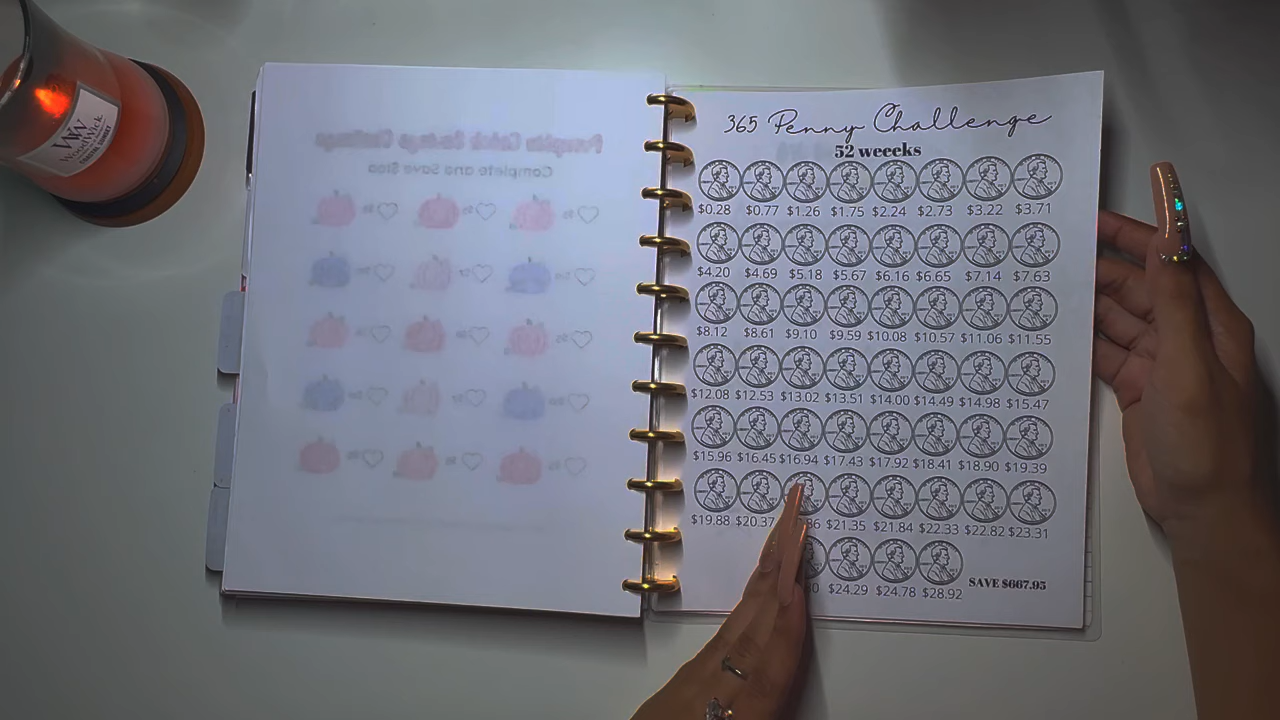 WW
WoodWick
365 Penny Challenge
52 weeeks
$0.28 $0.77 $1.26 $1.75 $2.24 $2.73 $3.22 $3.71
$4.20 $4.69 $5.18 $5.67 $6.16 $6.65 $7.14 $7.63
$8.12 $8.61 $9.10 $9.59 $10.08 $10.57 $11.06 $11.55
$12.08 $12.53 $13.02 $13.51 $14.00 $14.49 $14.98 $15.47
$15.96 $16.45 $16.94 $17.43 $17.92 $18.41 $18.90 $19.39
$19.88 $20.37 $21.35 $21.84 $22.33 $22.82 $23.31
$24.29 $24.78 $28.92
SAVE $667.95
Complete and Save $100